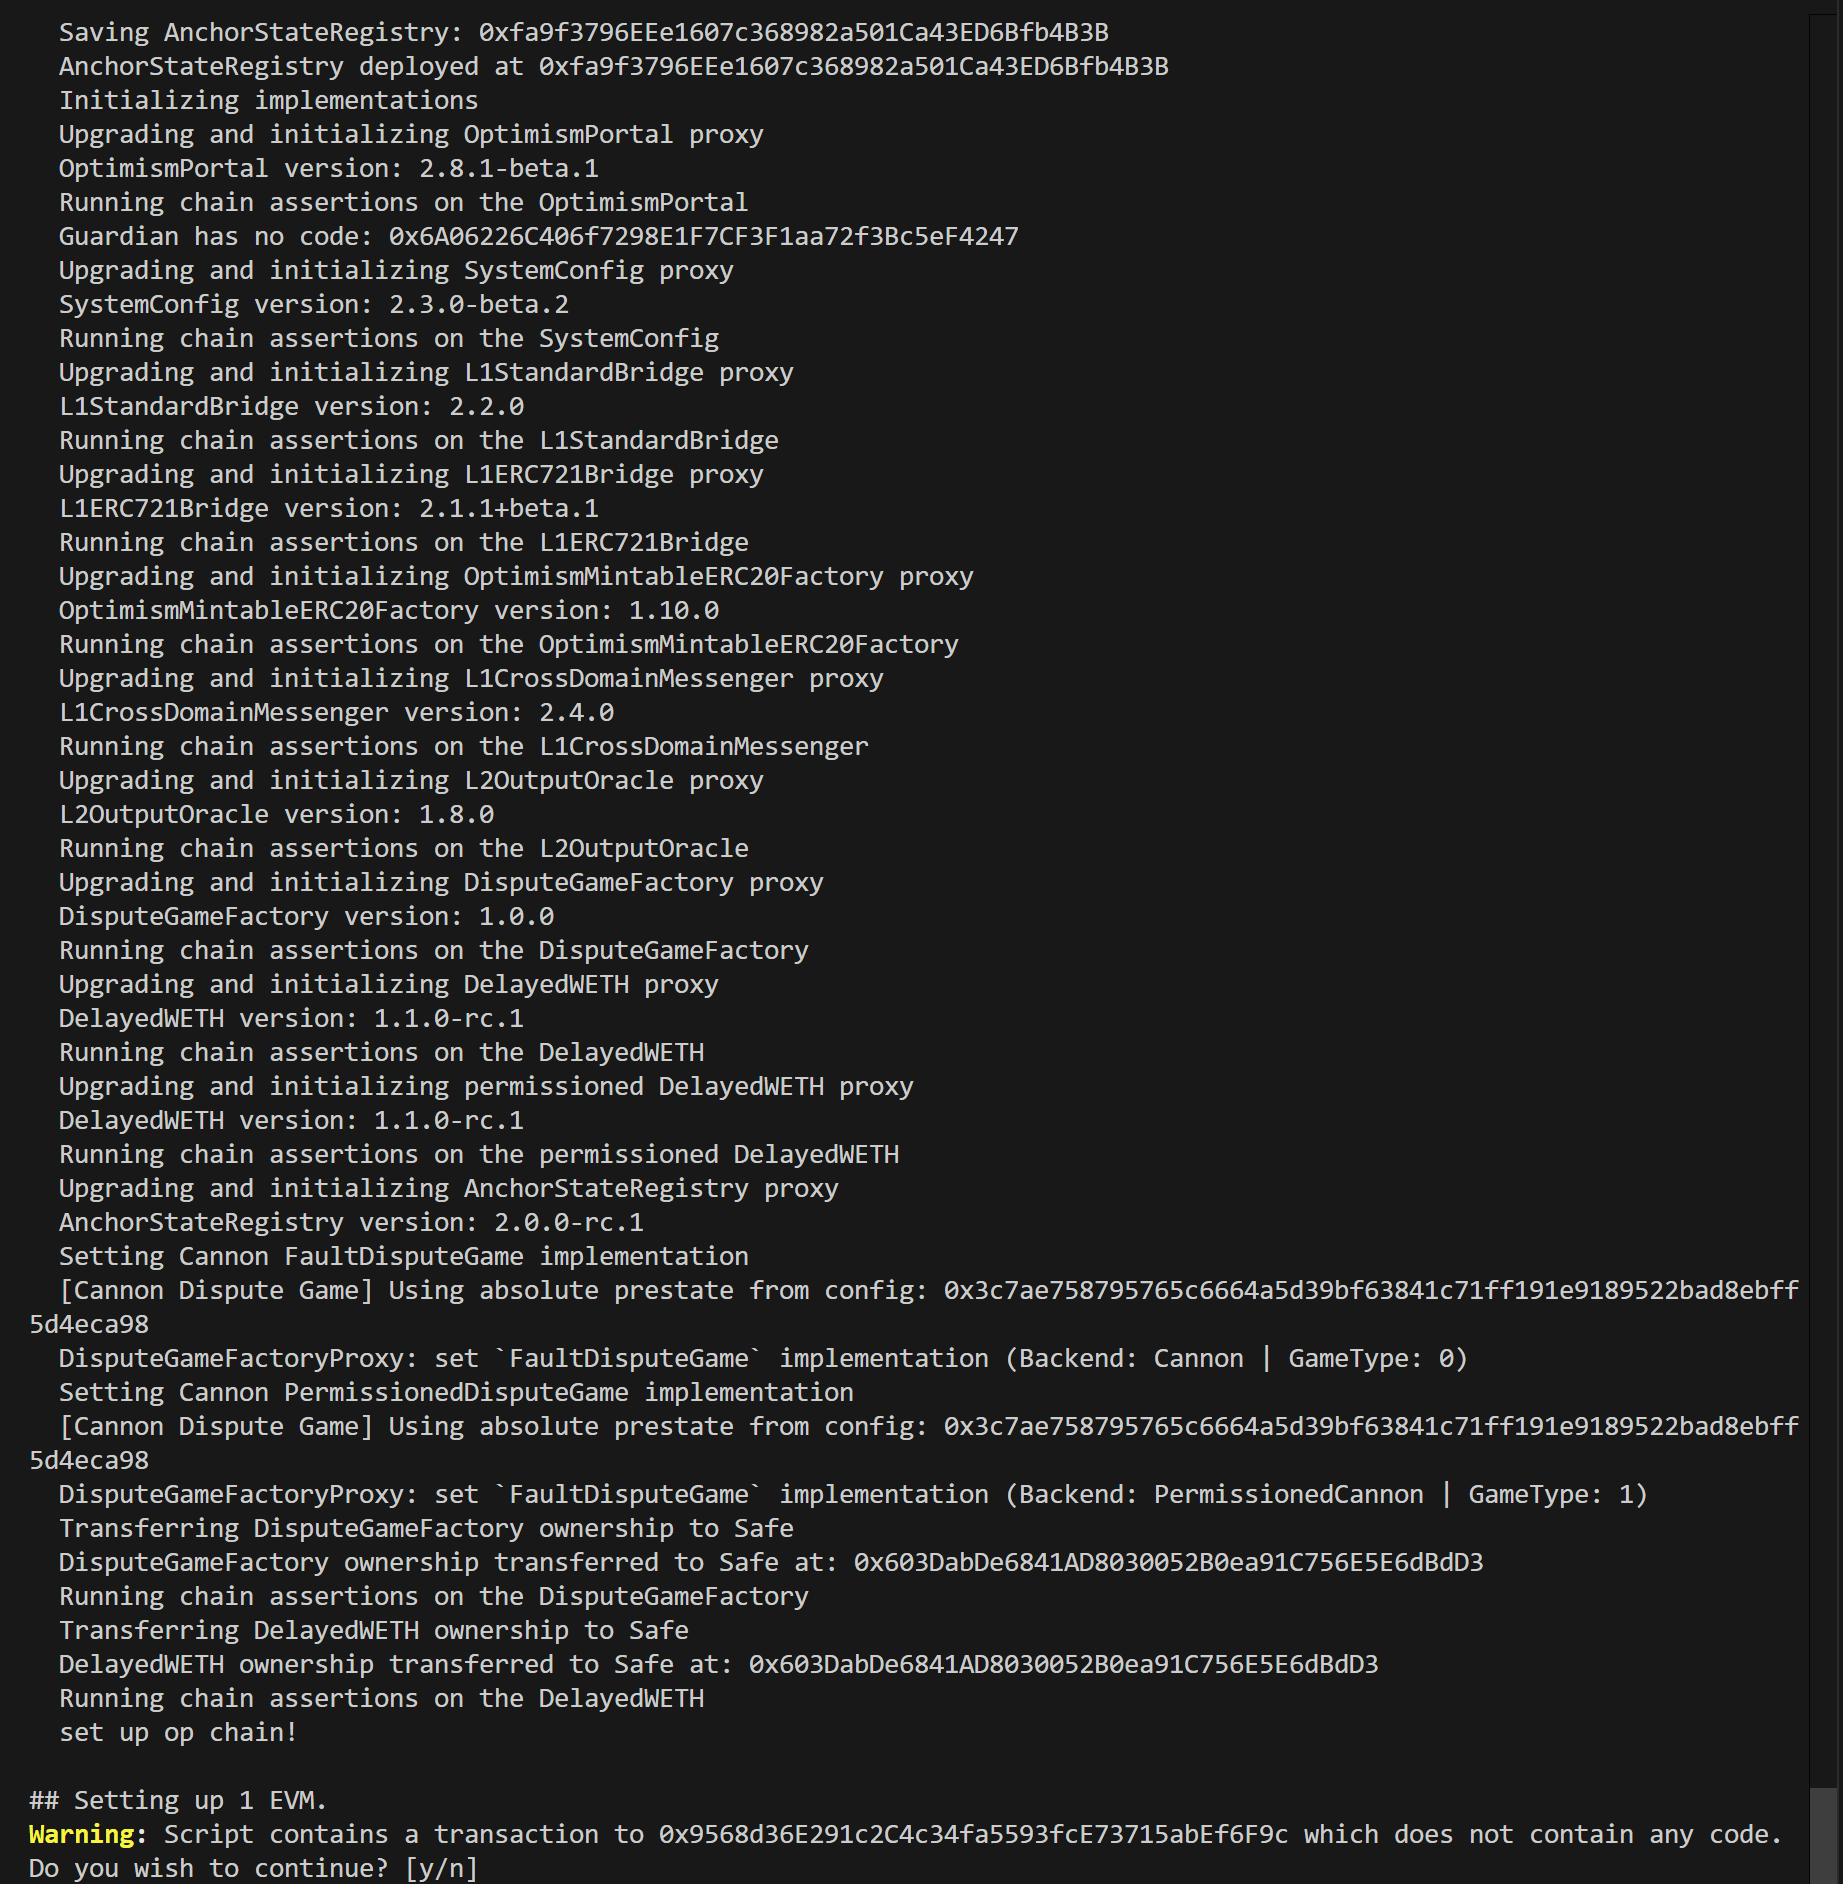 Saving AnchorStateRegistry: 0xfa9f3796EEe1607c368982a501Ca43ED6Bfb4B3B
AnchorStateRegistry deployed at 0xfa9f3796EEe1607c368982a501Ca43ED6Bfb4B3B
Initializing implementations
Upgrading and initializing OptimismPortal proxy
OptimismPortal version: 2.8.1-beta.1
Running chain assertions on the OptimismPortal
Guardian has no code: 0x6A06226C406f7298E1F7CF3F1aa72f3Bc5eF4247
Upgrading and initializing SystemConfig proxy
SystemConfig version: 2.3.0-beta.2
Running chain assertions on the SystemConfig
Upgrading and initializing L1StandardBridge proxy
L1StandardBridge version: 2.2.0
Running chain assertions on the L1StandardBridge
Upgrading and initializing L1ERC721Bridge proxy
L1ERC721Bridge version: 2.1.1+beta.1
Running chain assertions on the L1ERC721Bridge
Upgrading and initializing OptimismMintableERC20Factory proxy
OptimismMintableERC20Factory version: 1.10.0
Running chain assertions on the OptimismMintableERC20Factory
Upgrading and initializing L1CrossDomainMessenger proxy
L1CrossDomainMessenger version: 2.4.0
Running chain assertions on the L1CrossDomainMessenger
Upgrading and initializing L2OutputOracle proxy
L2OutputOracle version: 1.8.0
Running chain assertions on the L2OutputOracle
Upgrading and initializing DisputeGameFactory proxy
DisputeGameFactory version: 1.0.0
Running chain assertions on the DisputeGameFactory
Upgrading and initializing DelayedWETH proxy
DelayedWETH version: 1.1.0-rc.1
Running chain assertions on the DelayedWETH
Upgrading and initializing permissioned DelayedWETH proxy
DelayedWETH version: 1.1.0-rc.1
Running chain assertions on the permissioned DelayedWETH
Upgrading and initializing AnchorStateRegistry proxy
AnchorStateRegistry version: 2.0.0-rc.1
Setting Cannon FaultDisputeGame implementation
[Cannon Dispute Game] Using absolute prestate from config: 0x3c7ae758795765c6664a5d39bf63841c71ff191e9189522bad8ebff
5d4eca98
DisputeGameFactoryProxy: set `FaultDisputeGame` implementation (Backend: Cannon | GameType: 0)
Setting Cannon PermissionedDisputeGame implementation
[Cannon Dispute Game] Using absolute prestate from config: 0x3c7ae758795765c6664a5d39bf63841c71ff191e9189522bad8ebff
5d4eca98
DisputeGameFactoryProxy: set `FaultDisputeGame` implementation (Backend: PermissionedCannon | GameType: 1)
Transferring DisputeGameFactory ownership to Safe
DisputeGameFactory ownership transferred to Safe at: 0x603DabDe6841AD8030052B0ea91C756E5E6dBdD3
Running chain assertions on the DisputeGameFactory
Transferring DelayedWETH ownership to Safe
DelayedWETH ownership transferred to Safe at: 0x603DabDe6841AD8030052B0ea91C756E5E6dBdD3
Running chain assertions on the DelayedWETH
set up op chain!
## Setting up 1 EVM.
Warning: Script contains a transaction to 0x9568d36E291c2C4c34fa5593fcE73715abEf6F9c which does not contain any code.
Do you wish to continue? [y/n]